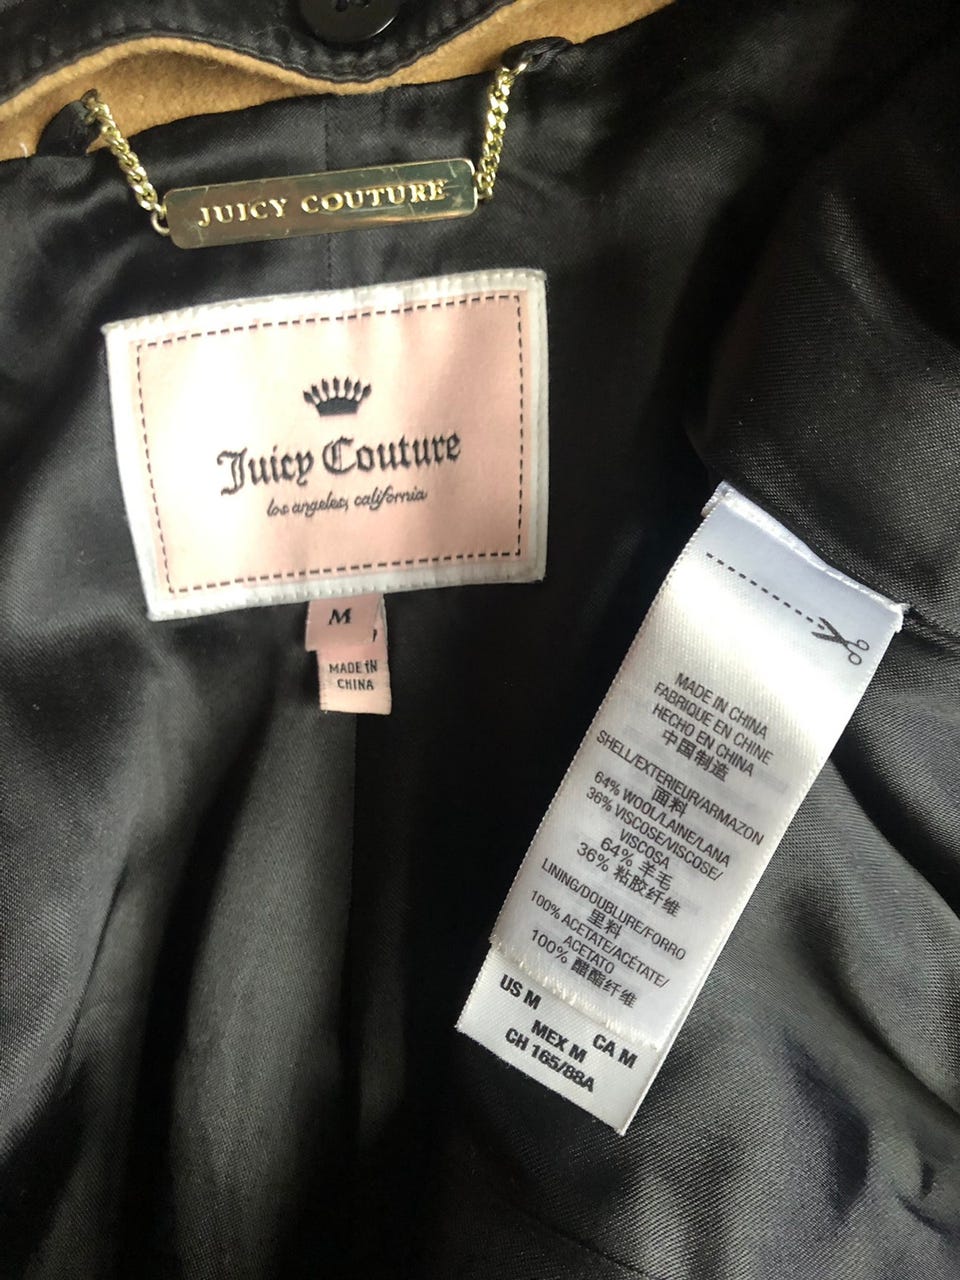 JUICY COUTURE
Juicy Couture
los angeles, california
M
MADE IN
CHINA
MADE IN CHINA
FABRIQUE EN CHINE
HECHO EN CHINA
中国制造
SHELL/EXTERIEUR/ARMAZON
面料
64% WOOL/LAINE/LANA
36% VISCOSE/VISCOSE/
VISCOSA
64% 羊毛
36% 粘胶纤维
LINING/DOUBLURE/FORRO
里料
100% ACETATE/ACÉTATE/
ACETATO
100% 醋酯纤维
US M
CA M
MEX M
CH 165/88A